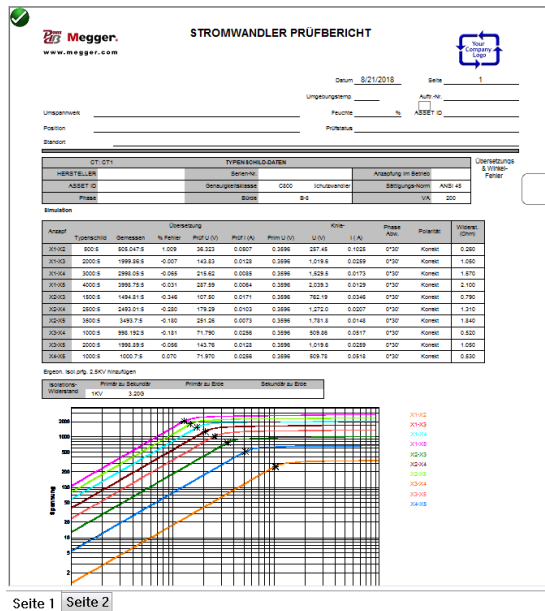 Megger.
www.megger.com
STROMWANDLER PRÜFBERICHT
Your
Company
Logo
Datum 8/21/2018 Seite 1
Umgebungstemp. Auftr.-Nr.
Umspannwerk Feuchte % ASSET ID
Position Prüfstatus
Standort
CT: CT1 TYPENSCHILD-DATEN
Übersetzungs
& Winkel-
Fehler
HERSTELLER Serien-Nr. Anzapfung im Betrieb
ASSET ID Genauigkeitsklasse C800 Schutzwandler Sättigungs-Norm ANSI 45
Phase Bürde B-8 VA 200
Simulation
Anzapf Übersetzung Knie- Phase Abw. Polarität Widerst. (Ohm)
Typenschild Gemessen % Fehler Prüf U (V) Prüf I (A) Prim U (V) U (V) I (A)
X1-X2 500:5 505.047:5 1.009 36.323 0.0507 0.3596 287.45 0.1025 0°30' Korrekt 0.280
X1-X3 2000:5 1999.86:5 -0.007 143.83 0.0128 0.3596 1,019.6 0.0259 0°30' Korrekt 1.050
X1-X4 3000:5 2998.05:5 -0.065 215.62 0.0085 0.3596 1,529.5 0.0173 0°30' Korrekt 1.570
X1-X5 4000:5 3998.75:5 -0.031 287.59 0.0064 0.3596 2,039.3 0.0129 0°30' Korrekt 2.100
X2-X3 1500:5 1494.81:5 -0.346 107.50 0.0171 0.3596 762.19 0.0346 0°30' Korrekt 0.790
X2-X4 2500:5 2493.01:5 -0.280 179.29 0.0103 0.3596 1,272.0 0.0207 0°30' Korrekt 1.310
X2-X5 3500:5 3493.7:5 -0.180 251.26 0.0073 0.3596 1,781.8 0.0148 0°30' Korrekt 1.840
X3-X4 1000:5 998.192:5 -0.181 71.790 0.0256 0.3596 509.86 0.0517 0°30' Korrekt 0.520
X3-X5 2000:5 1998.89:5 -0.056 143.76 0.0128 0.3596 1,019.6 0.0259 0°30' Korrekt 1.050
X4-X5 1000:5 1000.7:5 0.070 71.970 0.0256 0.3596 509.78 0.0518 0°30' Korrekt 0.530
Ergebn. Isol.prfg. 2.5KV hinzufügen
Isolations-
Widerstand
Primär zu Sekundär Primär zu Erde Sekundär zu Erde
1KV 3.20G
Spannung
2000
1000
500
200
100
50
20
10
5
2
X1-X2
X1-X3
X1-X4
X1-X5
X2-X3
X2-X4
X2-X5
X3-X4
X3-X5
X4-X5
Seite 1 Seite 2